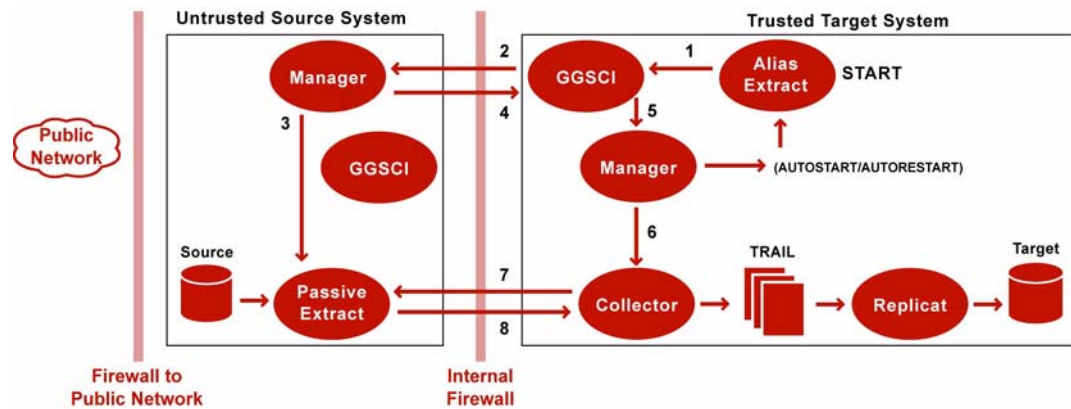 Untrusted Source System
Trusted Target System
Public
Network
Manager
GGSCI
Source
Passive
Extract
2
4
3
7
8
GGSCI
1
Alias
Extract
START
5
Manager
(AUTOSTART/AUTORESTART)
6
Collector
TRAIL
Replicat
Target
Firewall to
Public Network
Internal
Firewall